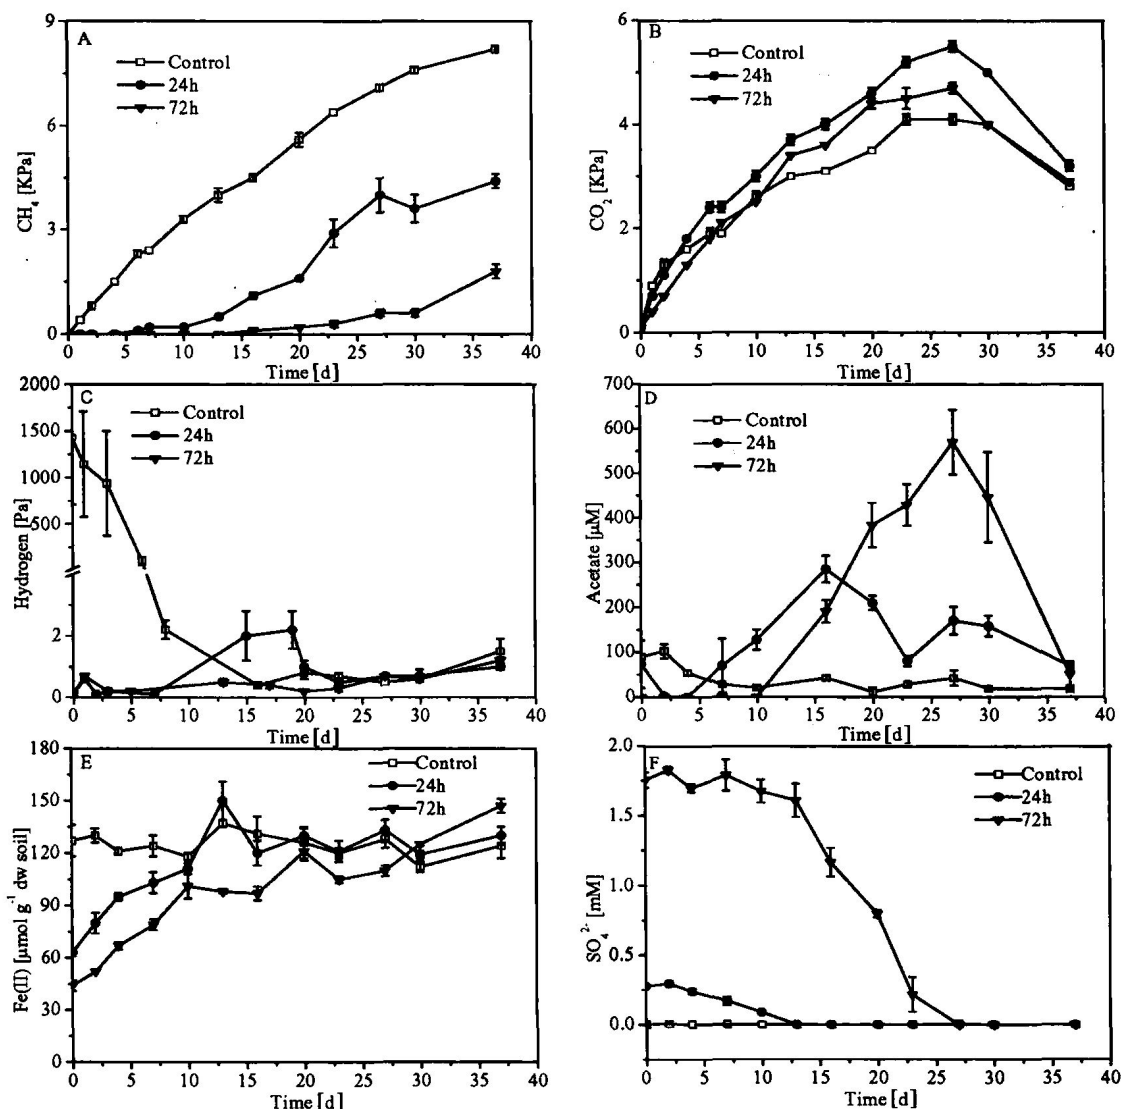 A
Control
24h
72h
CH4 [KPa]
9
6
3
0
0 5 10 15 20 25 30 35 40
Time [d]
B
Control
24h
72h
CO2 [KPa]
6
4
2
0
0 5 10 15 20 25 30 35 40
Time [d]
C
Control
24h
72h
Hydrogen [Pa]
2000
1500
1000
500
2
0
0 5 10 15 20 25 30 35 40
Time [d]
D
Control
24h
72h
Acetate [µM]
700
600
500
400
300
200
100
0
0 5 10 15 20 25 30 35 40
Time [d]
E
Control
24h
72h
Fe(II) [µmol g-1 dw soil]
180
150
120
90
60
30
0
0 5 10 15 20 25 30 35 40
Time [d]
F
Control
24h
72h
SO4 2- [mM]
2.0
1.5
1.0
0.5
0.0
0 5 10 15 20 25 30 35 40
Time [d]